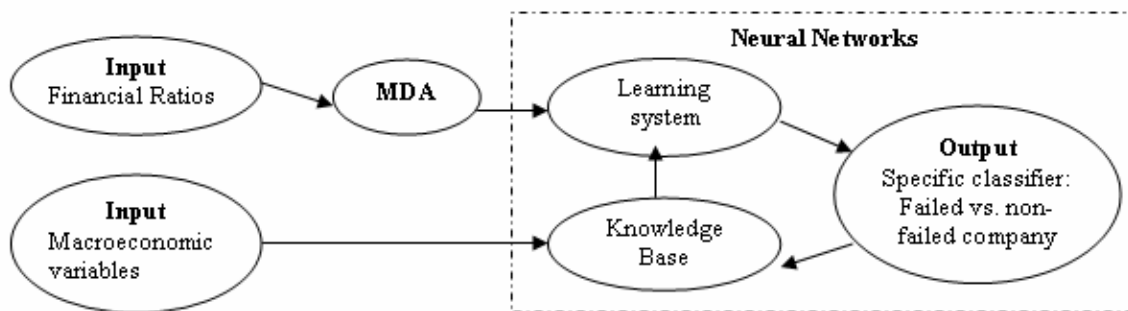 Neural Networks
Input
Financial Ratios
MDA
Learning
system
Output
Specific classifier:
Failed vs. non-
failed company
Input
Macroeconomic
variables
Knowledge
Base